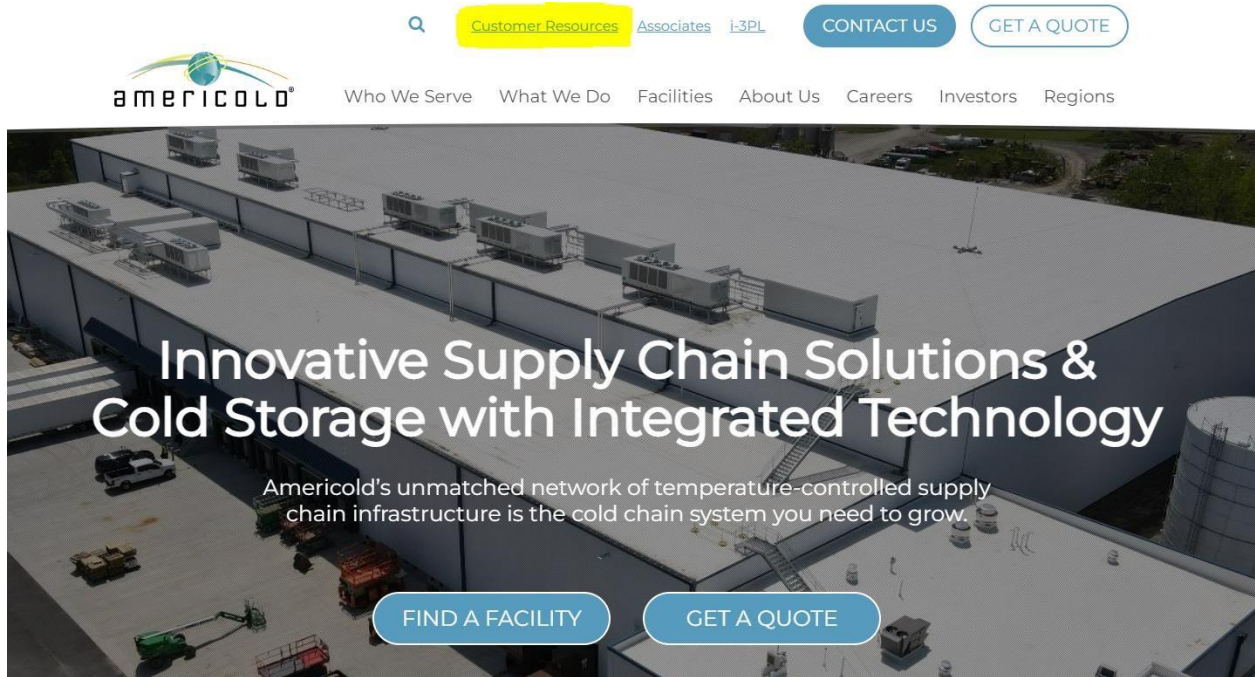 Customer Resources Associates i-3PL CONTACT US GET A QUOTE
americold®
Who We Serve What We Do Facilities About Us Careers Investors Regions
Innovative Supply Chain Solutions &
Cold Storage with Integrated Technology
Americold’s unmatched network of temperature-controlled supply
chain infrastructure is the cold chain system you need to grow.
FIND A FACILITY GET A QUOTE